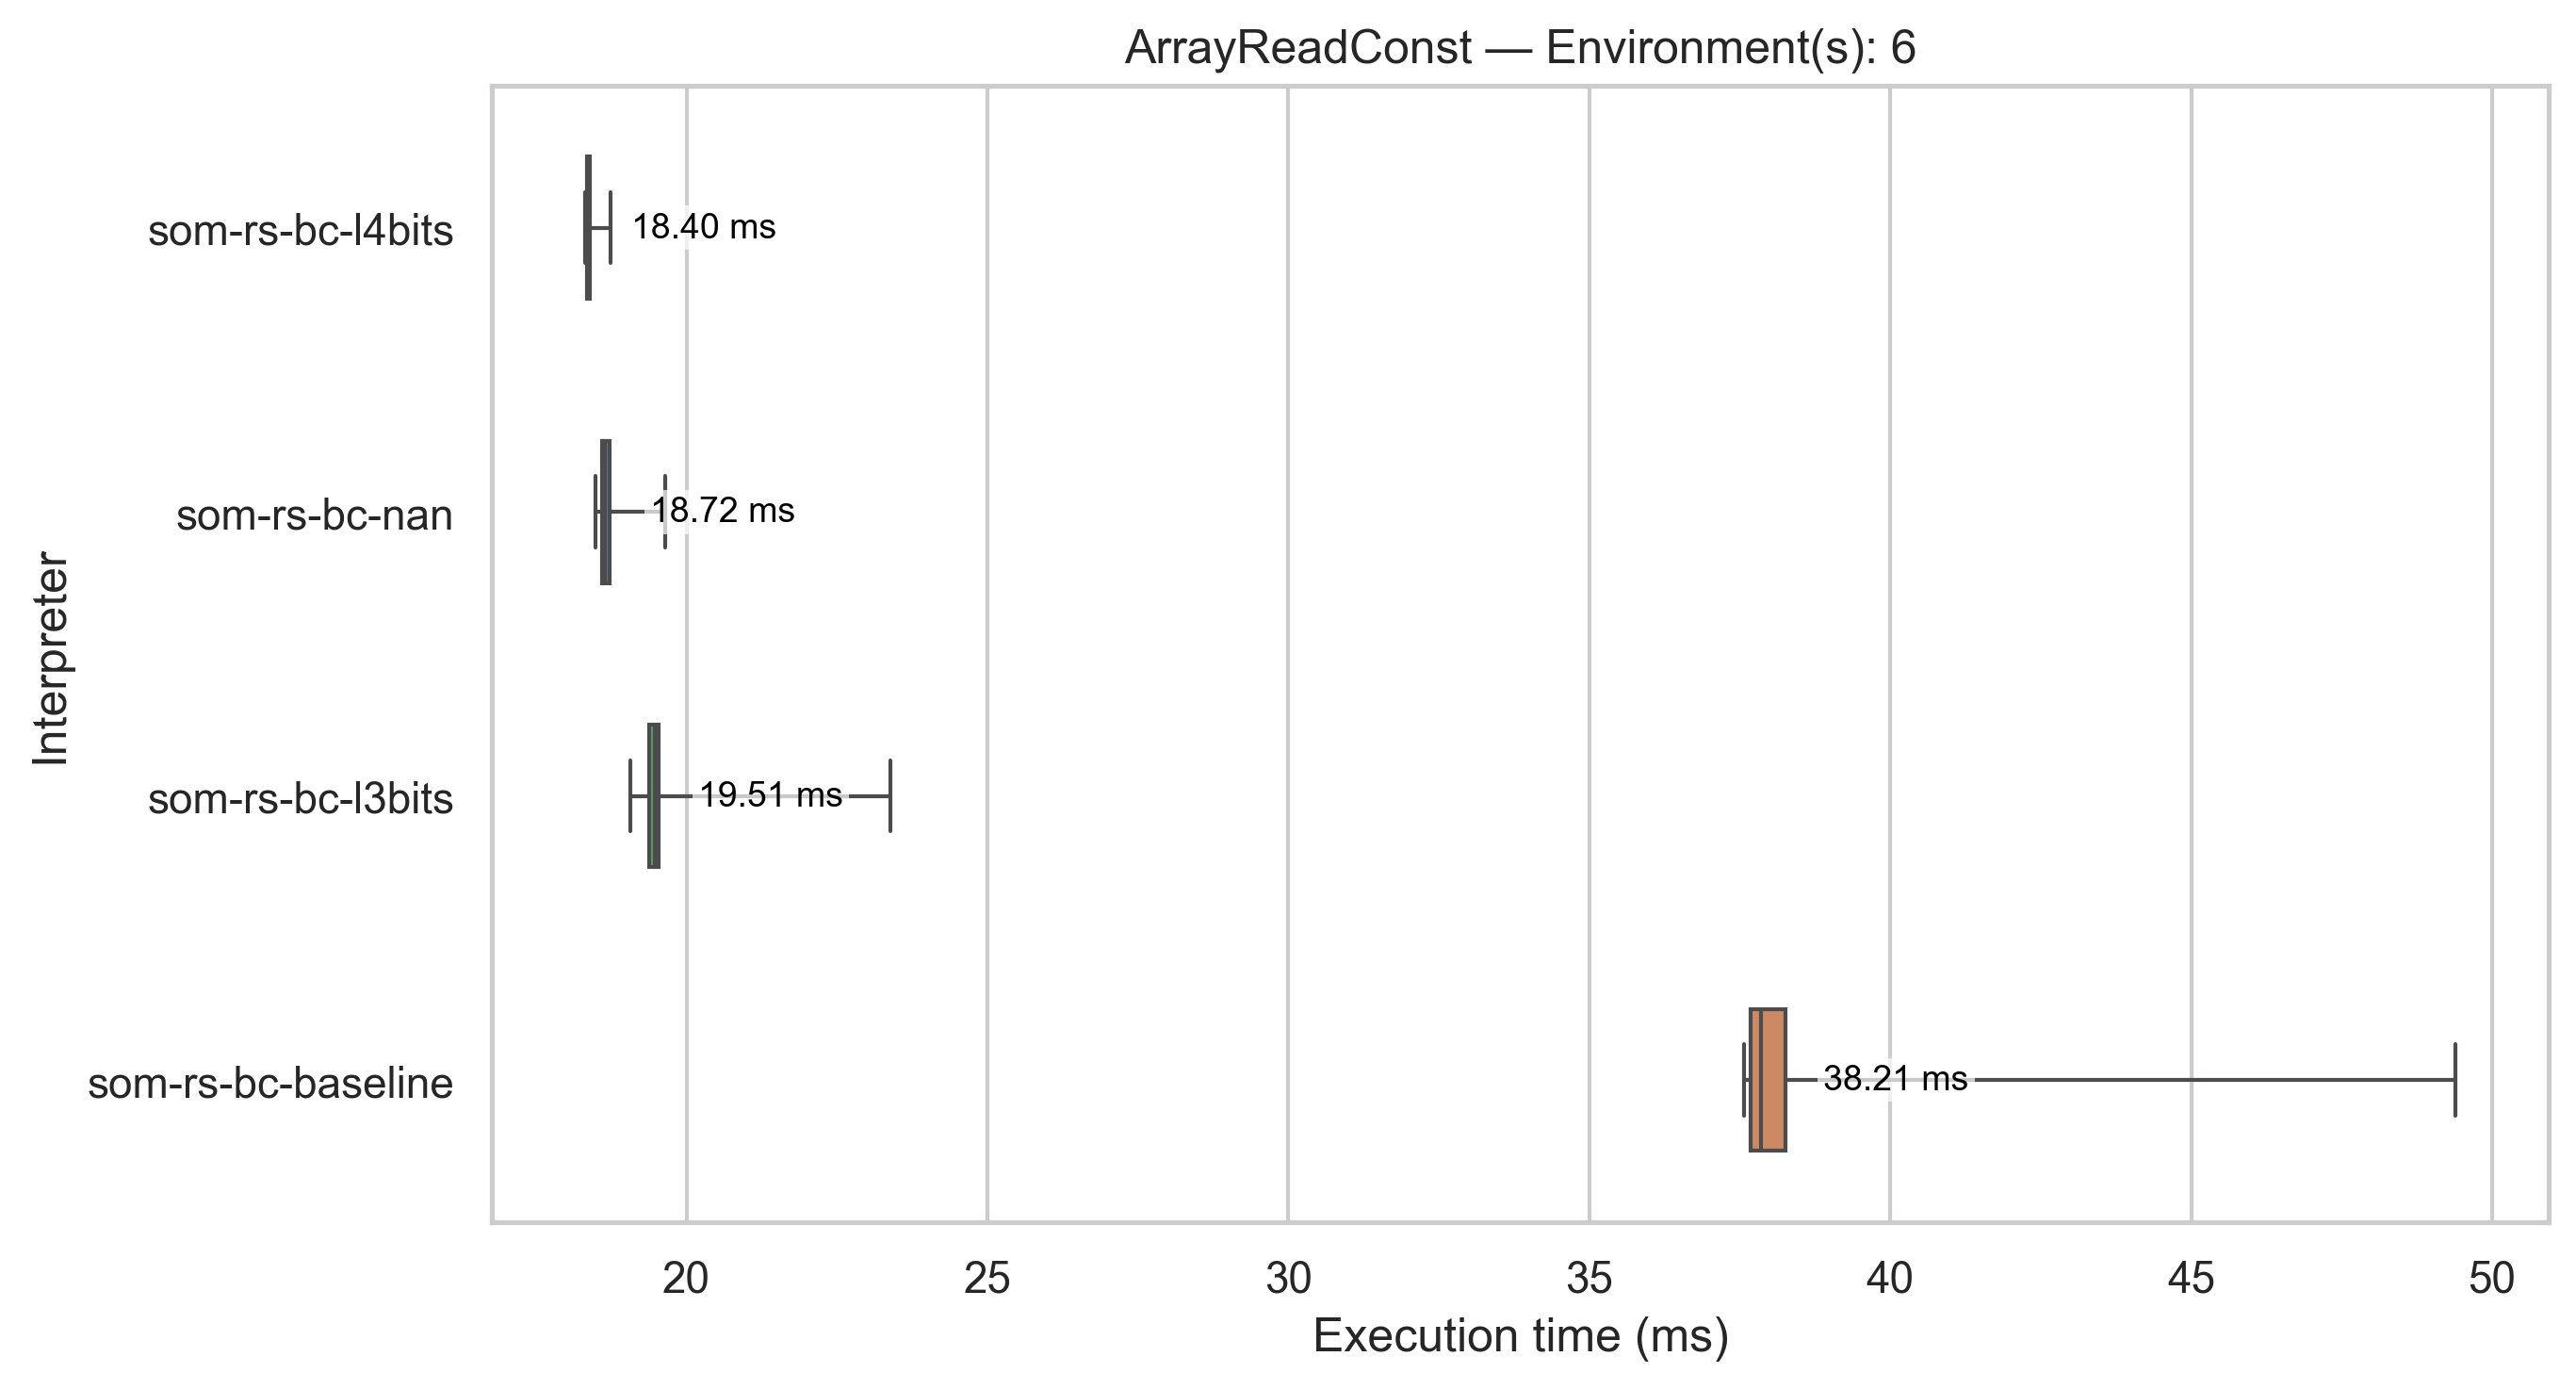 ArrayReadConst — Environment(s): 6
som-rs-bc-l4bits
18.40 ms
som-rs-bc-nan
18.72 ms
som-rs-bc-l3bits
19.51 ms
som-rs-bc-baseline
38.21 ms
Interpreter
20 25 30 35 40 45 50
Execution time (ms)